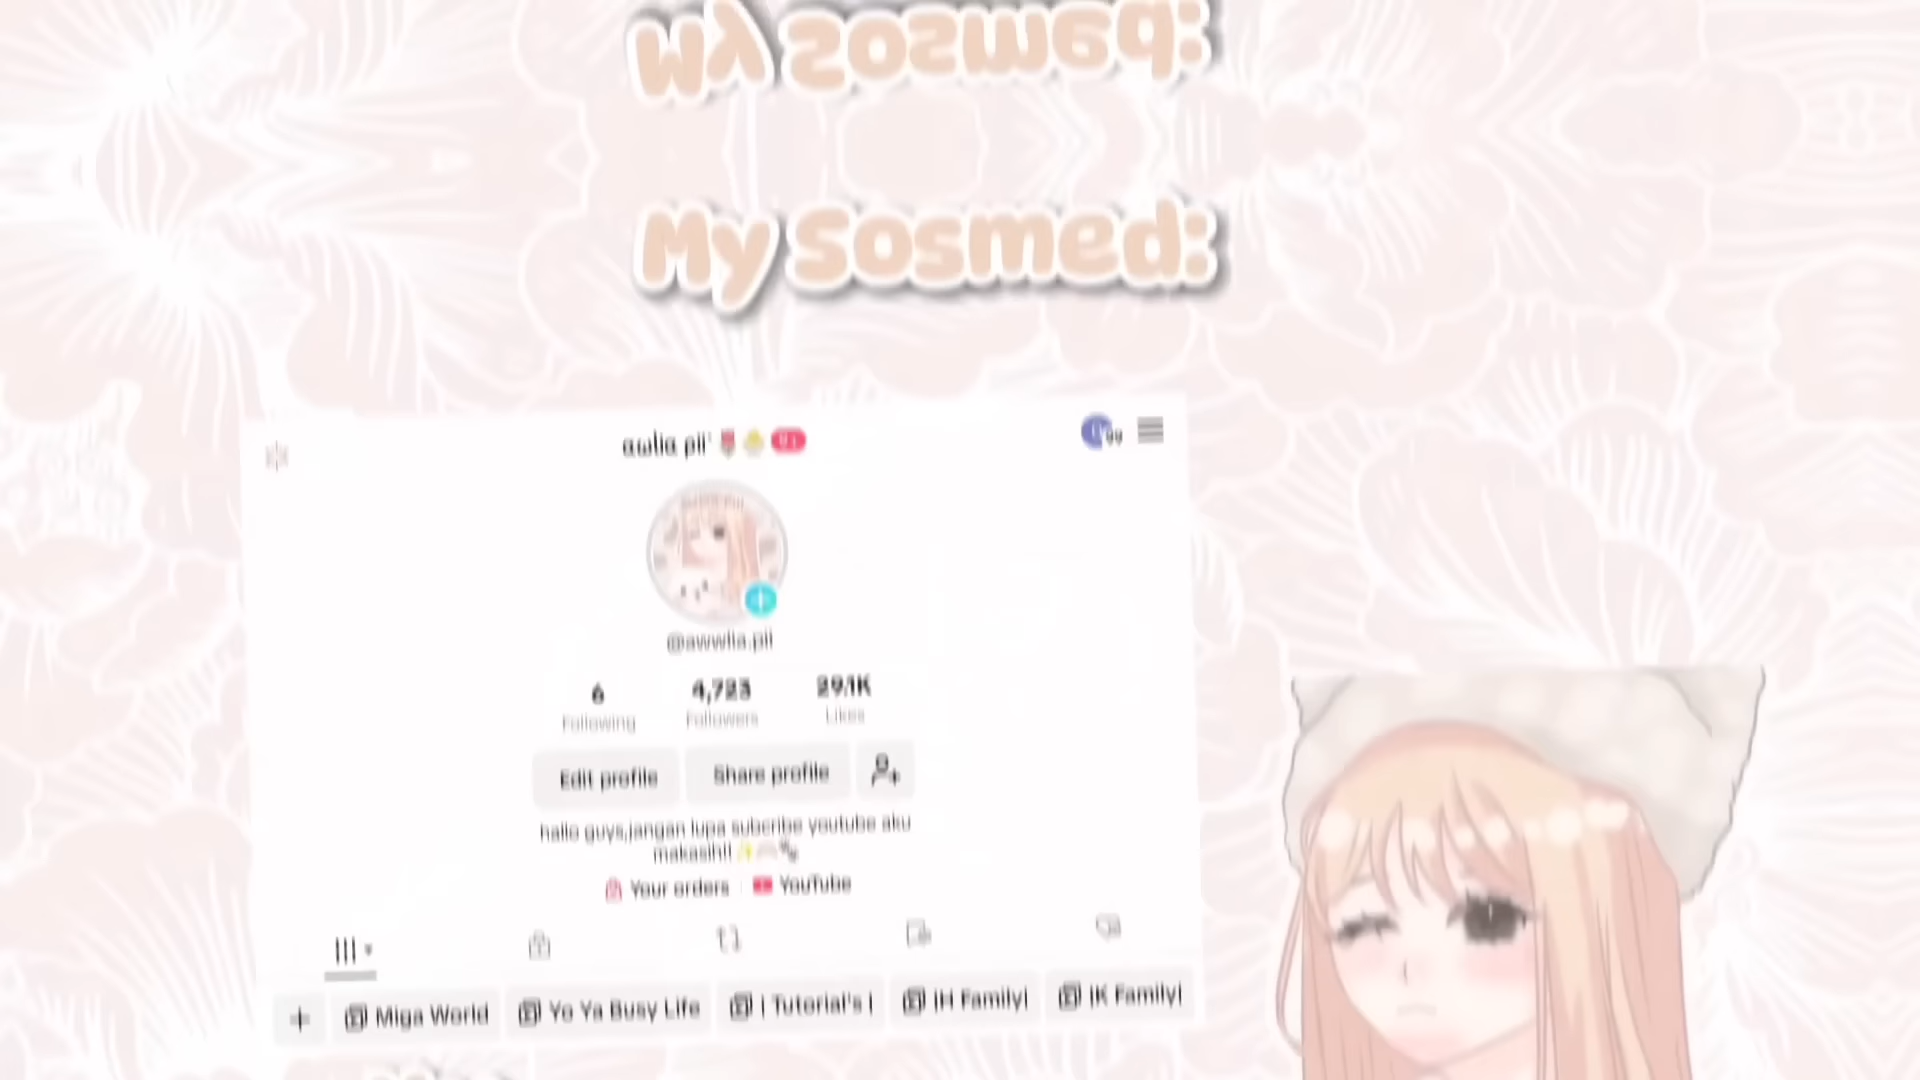 My Sosmed:
My Sosmed:
αωlia pii'
@awwlia.pii
6 4,723 29.1K
Following Followers Likes
Edit profile Share profile
hallo guys,jangan lupa subcribe youtube aku
makasih!!
Your orders YouTube
Miga World Yo Ya Busy Life | Tutorial's | |H Family| |K Family|